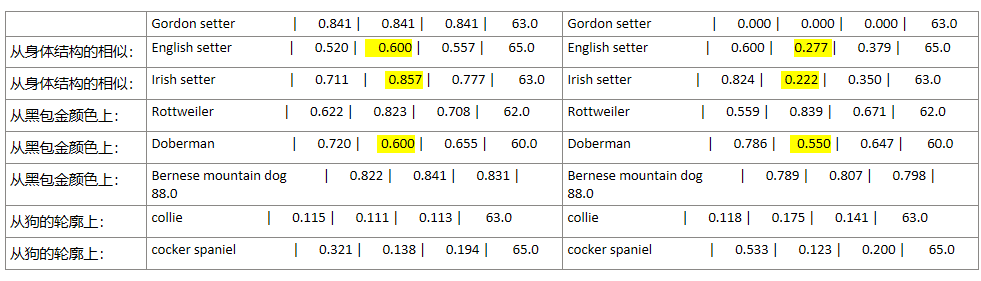 Gordon setter | 0.841 | 0.841 | 0.841 | 63.0 Gordon setter | 0.000 | 0.000 | 0.000 | 63.0
从身体结构的相似： English setter | 0.520 | 0.600 | 0.557 | 65.0 English setter | 0.600 | 0.277 | 0.379 | 65.0
从身体结构的相似： Irish setter | 0.711 | 0.857 | 0.777 | 63.0 Irish setter | 0.824 | 0.222 | 0.350 | 63.0
从黑包金颜色上： Rottweiler | 0.622 | 0.823 | 0.708 | 62.0 Rottweiler | 0.559 | 0.839 | 0.671 | 62.0
从黑包金颜色上： Doberman | 0.720 | 0.600 | 0.655 | 60.0 Doberman | 0.786 | 0.550 | 0.647 | 60.0
从黑包金颜色上： Bernese mountain dog | 0.822 | 0.841 | 0.831 | Bernese mountain dog | 0.789 | 0.807 | 0.798 |
88.0 88.0
从狗的轮廓上： collie | 0.115 | 0.111 | 0.113 | 63.0 collie | 0.118 | 0.175 | 0.141 | 63.0
从狗的轮廓上： cocker spaniel | 0.321 | 0.138 | 0.194 | 65.0 cocker spaniel | 0.533 | 0.123 | 0.200 | 65.0